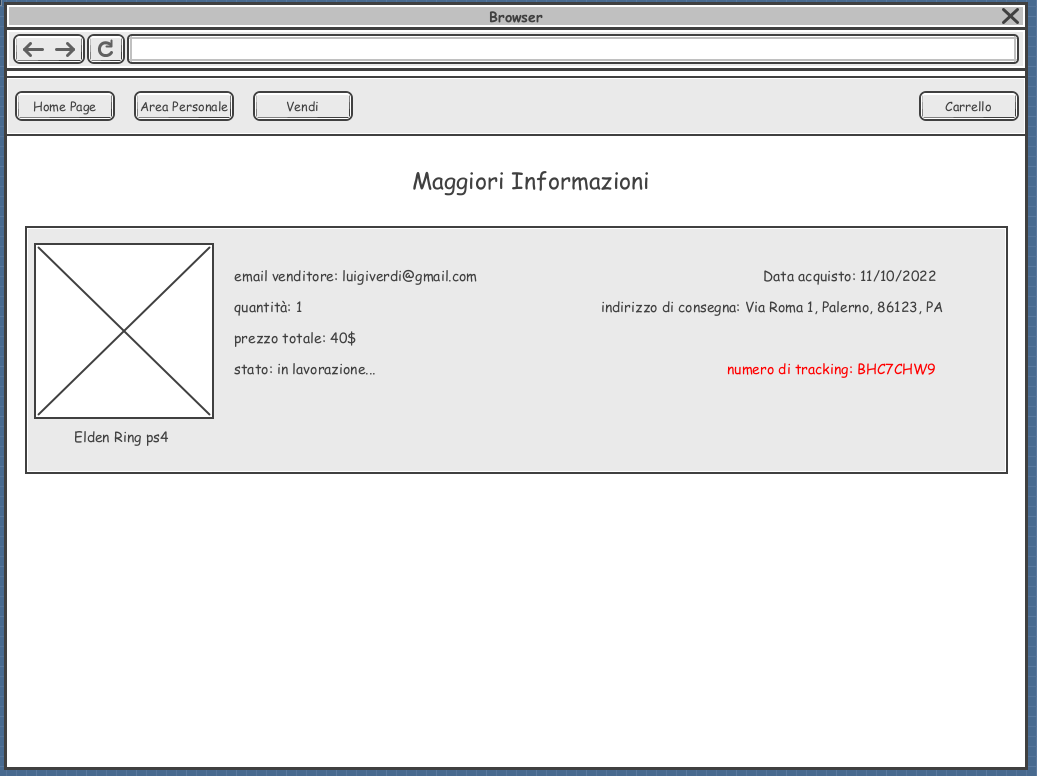 Browser
Home Page
Area Personale
Vendi
Carrello
Maggiori Informazioni
email venditore: luigiverdi@gmail.com
Data acquisto: 11/10/2022
quantità: 1
indirizzo di consegna: Via Roma 1, Palerno, 86123, PA
prezzo totale: 40$
stato: in lavorazione...
numero di tracking: BHC7CHW9
Elden Ring ps4